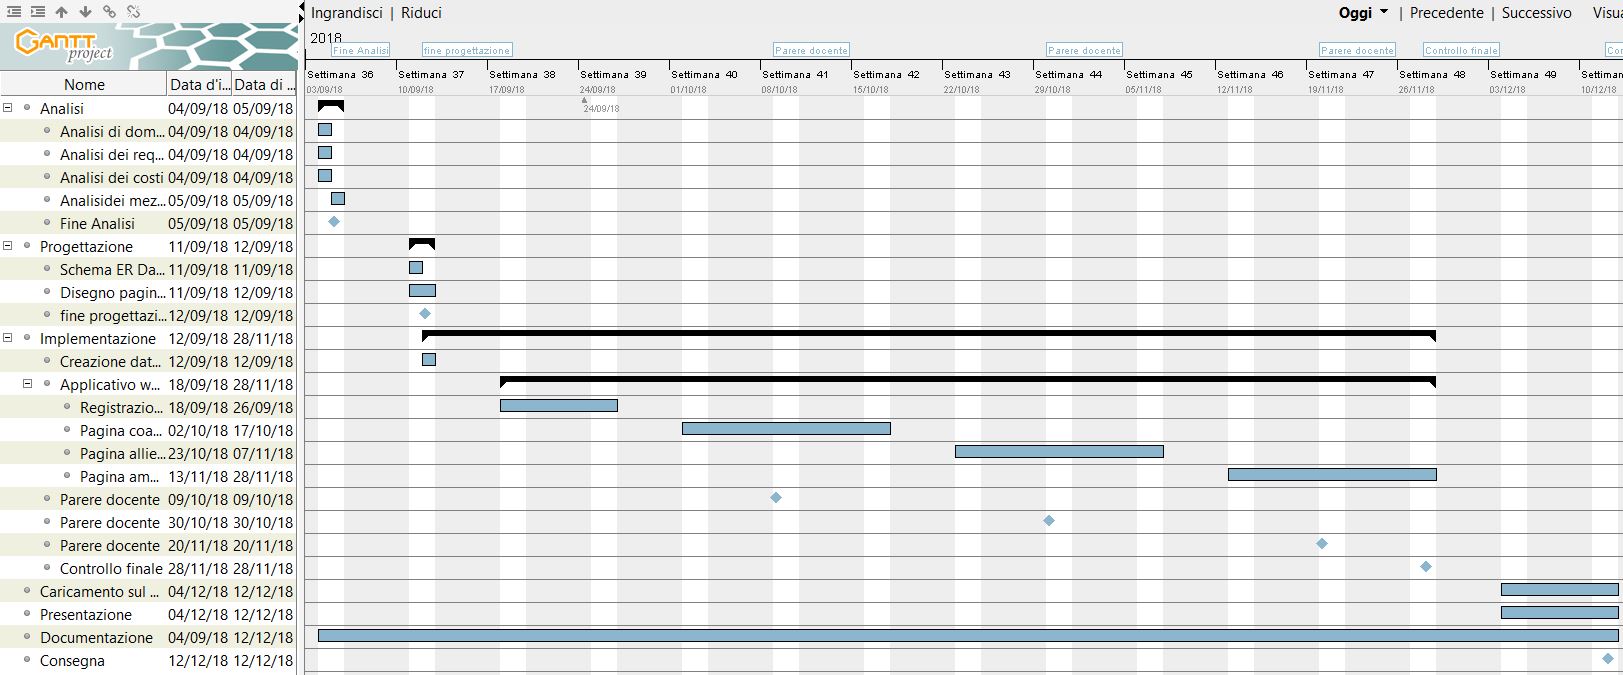 Ingrandisci | Riduci
Oggi | Precedente | Successivo Visua
GANTT project
2018
Fine Analisi fine progettazione Parere docente Parere docente Parere docente Controllo finale Cor
Settimana 36 Settimana 37 Settimana 38 Settimana 39 Settimana 40 Settimana 41 Settimana 42 Settimana 43 Settimana 44 Settimana 45 Settimana 46 Settimana 47 Settimana 48 Settimana 49 Settiman
03/09/18 10/09/18 17/09/18 24/09/18 01/10/18 08/10/18 15/10/18 22/10/18 29/10/18 05/11/18 12/11/18 19/11/18 26/11/18 03/12/18 10/12/18
24/09/18
Nome Data d'i... Data di ...
Analisi 04/09/18 05/09/18
Analisi di dom... 04/09/18 04/09/18
Analisi dei req... 04/09/18 04/09/18
Analisi dei costi 04/09/18 04/09/18
Analisidei mez... 05/09/18 05/09/18
Fine Analisi 05/09/18 05/09/18
Progettazione 11/09/18 12/09/18
Schema ER Da... 11/09/18 11/09/18
Disegno pagin... 11/09/18 12/09/18
fine progettazi... 12/09/18 12/09/18
Implementazione 12/09/18 28/11/18
Creazione dat... 12/09/18 12/09/18
Applicativo w... 18/09/18 28/11/18
Registrazio... 18/09/18 26/09/18
Pagina coa... 02/10/18 17/10/18
Pagina allie... 23/10/18 07/11/18
Pagina am... 13/11/18 28/11/18
Parere docente 09/10/18 09/10/18
Parere docente 30/10/18 30/10/18
Parere docente 20/11/18 20/11/18
Controllo finale 28/11/18 28/11/18
Caricamento sul ... 04/12/18 12/12/18
Presentazione 04/12/18 12/12/18
Documentazione 04/09/18 12/12/18
Consegna 12/12/18 12/12/18